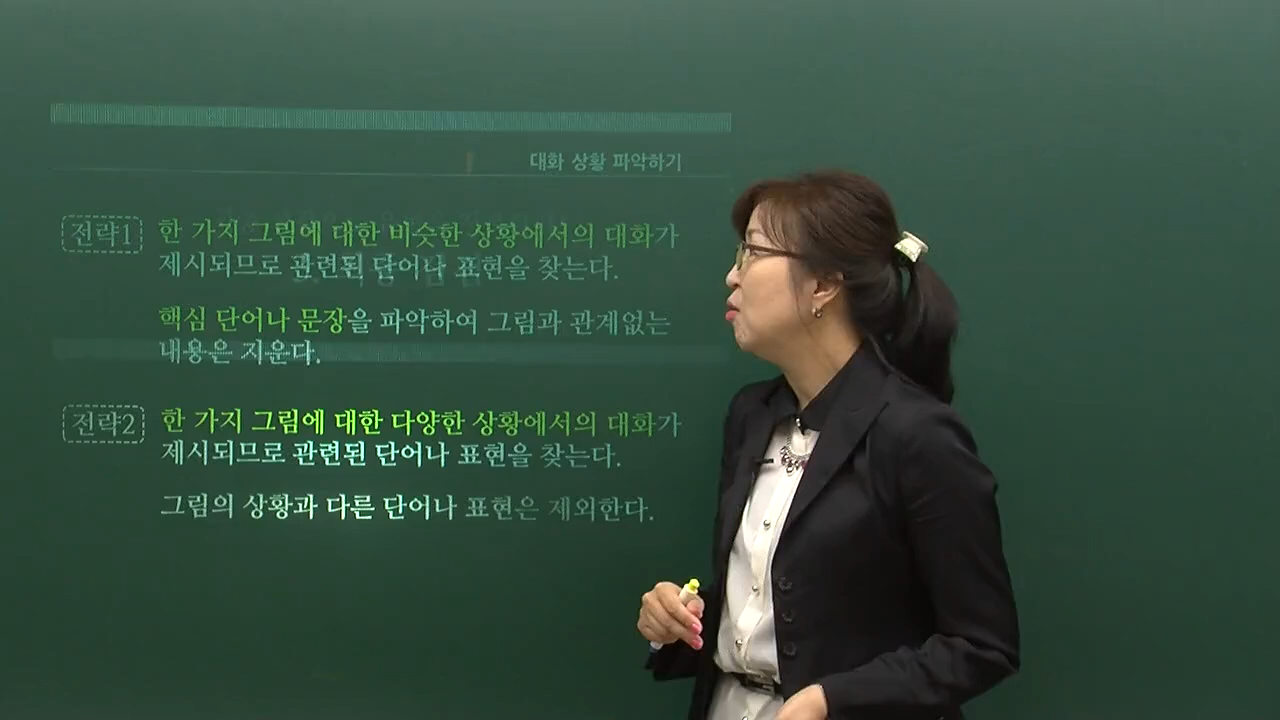 대화 상황 파악하기
전략1 한 가지 그림에 대한 비슷한 상황에서의 대화가
제시되므로 관련된 단어나 표현을 찾는다.
핵심 단어나 문장을 파악하여 그림과 관계없는
내용은 지운다.
전략2 한 가지 그림에 대한 다양한 상황에서의 대화가
제시되므로 관련된 단어나 표현을 찾는다.
그림의 상황과 다른 단어나 표현은 제외한다.